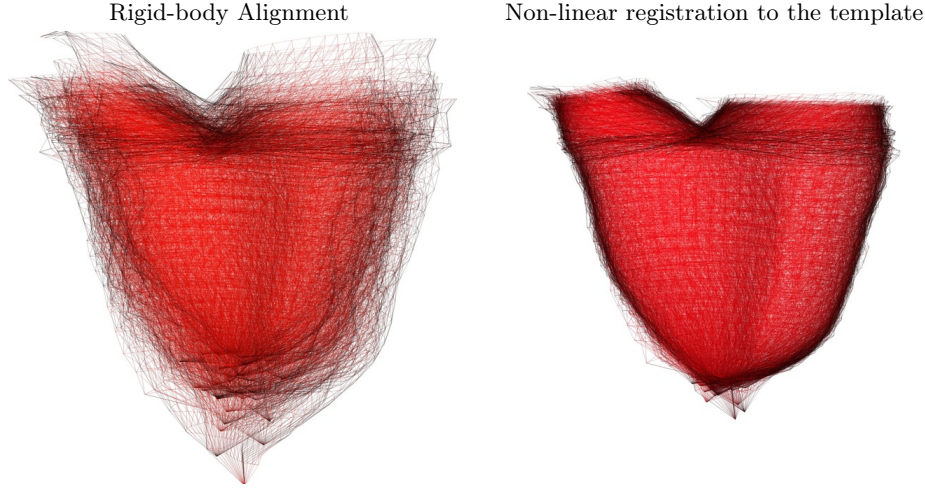 Rigid-body Alignment
Non-linear registration to the template